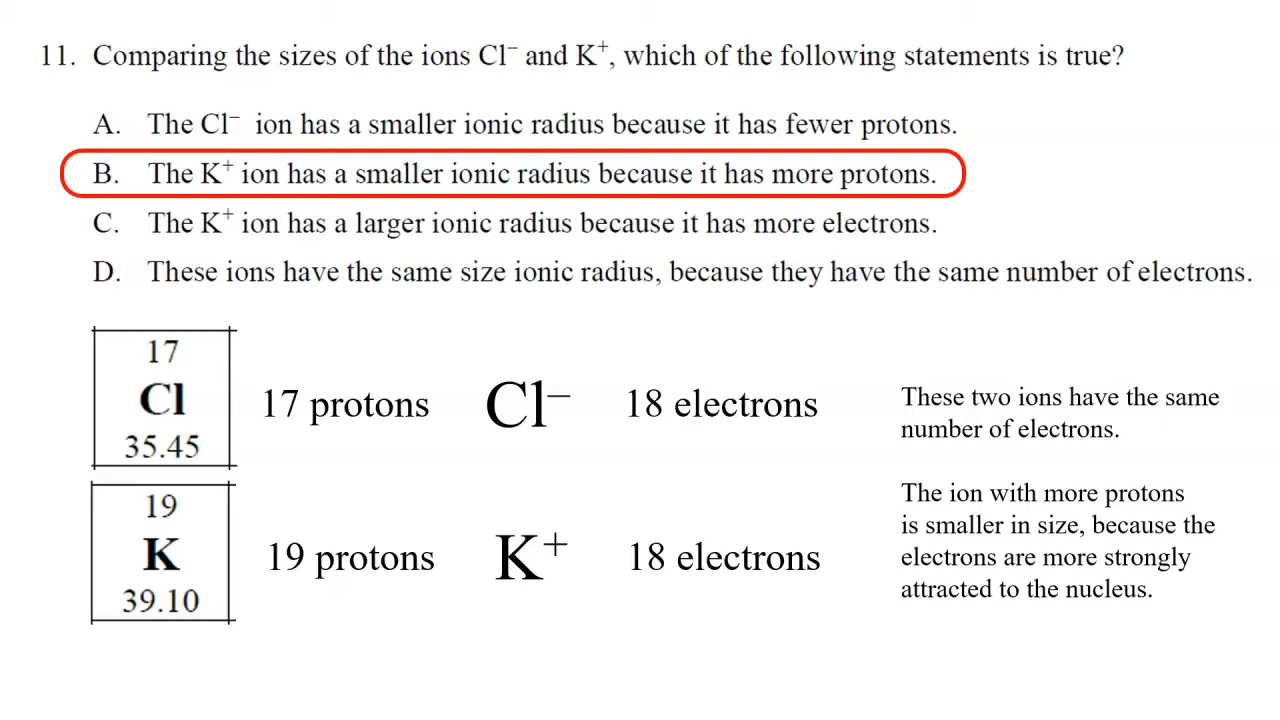 11. Comparing the sizes of the ions Cl⁻ and K⁺, which of the following statements is true?
A. The Cl⁻ ion has a smaller ionic radius because it has fewer protons.
B. The K⁺ ion has a smaller ionic radius because it has more protons.
C. The K⁺ ion has a larger ionic radius because it has more electrons.
D. These ions have the same size ionic radius, because they have the same number of electrons.
17
Cl
35.45
17 protons
Cl⁻
18 electrons
These two ions have the same
number of electrons.
19
K
39.10
19 protons
K⁺
18 electrons
The ion with more protons
is smaller in size, because the
electrons are more strongly
attracted to the nucleus.